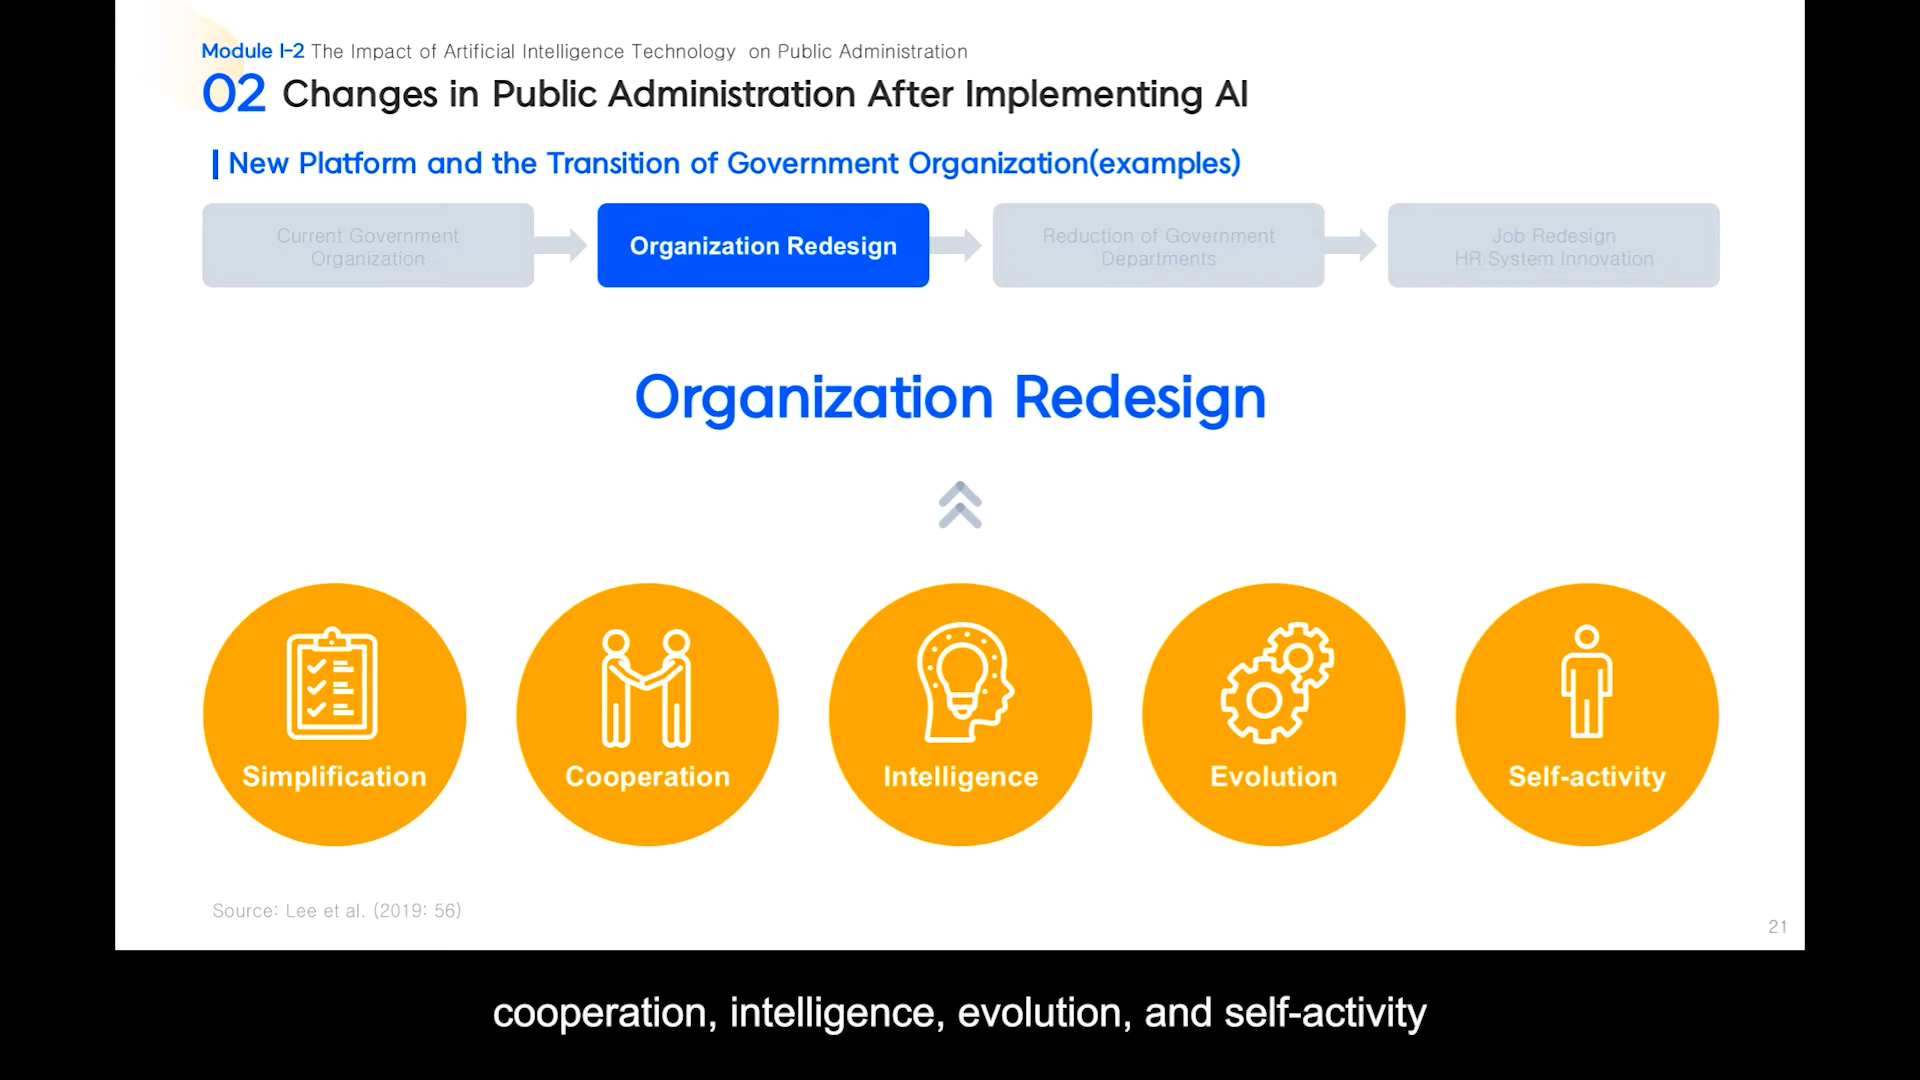 Module I-2 The Impact of Artificial Intelligence Technology on Public Administration
02 Changes in Public Administration After Implementing AI
New Platform and the Transition of Government Organization(examples)
Current Government
Organization
Organization Redesign
Reduction of Government
Departments
Job Redesign
HR System Innovation
Organization Redesign
Simplification
Cooperation
Intelligence
Evolution
Self-activity
Source: Lee et al. (2019: 56)
21
cooperation, intelligence, evolution, and self-activity